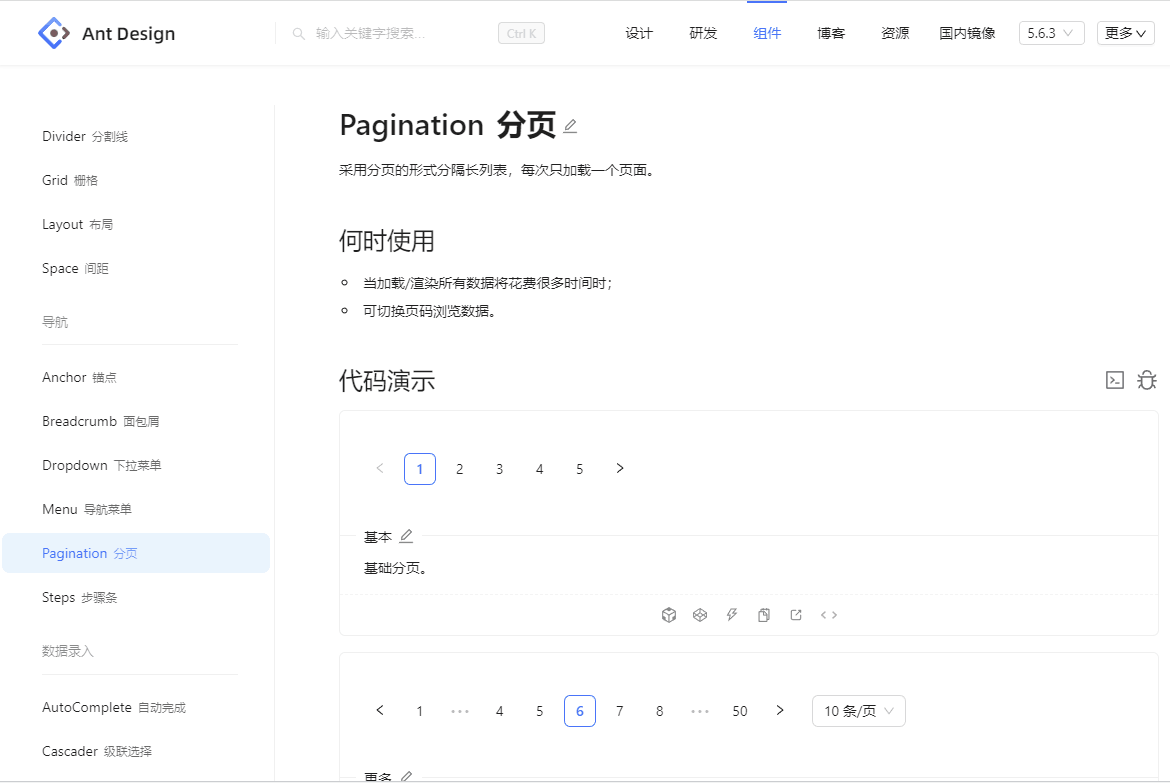 Ant Design
输入关键字搜索...
Ctrl K
设计
研发
组件
博客
资源
国内镜像
5.6.3
更多
Divider 分割线
Grid 栅格
Layout 布局
Space 间距
导航
Anchor 锚点
Breadcrumb 面包屑
Dropdown 下拉菜单
Menu 导航菜单
Pagination 分页
Steps 步骤条
数据录入
AutoComplete 自动完成
Cascader 级联选择
Pagination 分页
采用分页的形式分隔长列表，每次只加载一个页面。
何时使用
当加载/渲染所有数据将花费很多时间时；
可切换页码浏览数据。
代码演示
< 1 2 3 4 5 >
基本
基础分页。
< 1 ••• 4 5 6 7 8 ••• 50 > 10 条/页
更多